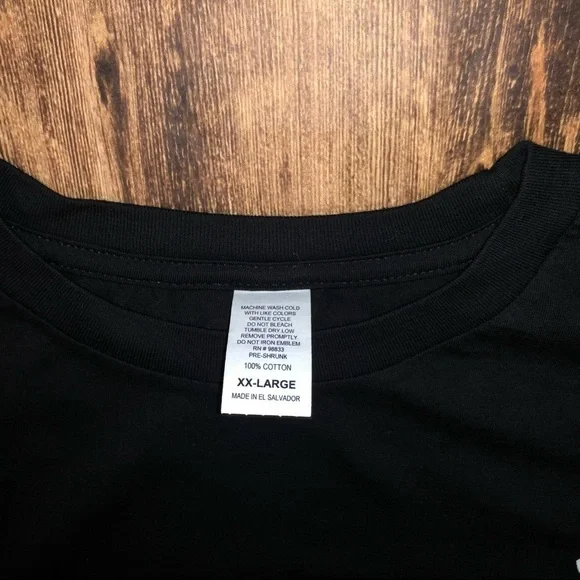 MACHINE WASH COLD
WITH LIKE COLORS
GENTLE CYCLE
DO NOT BLEACH
TUMBLE DRY LOW
REMOVE PROMPTLY
DO NOT IRON EMBLEM
RN # 98833
PRE-SHRUNK
100% COTTON
XX-LARGE
MADE IN EL SALVADOR